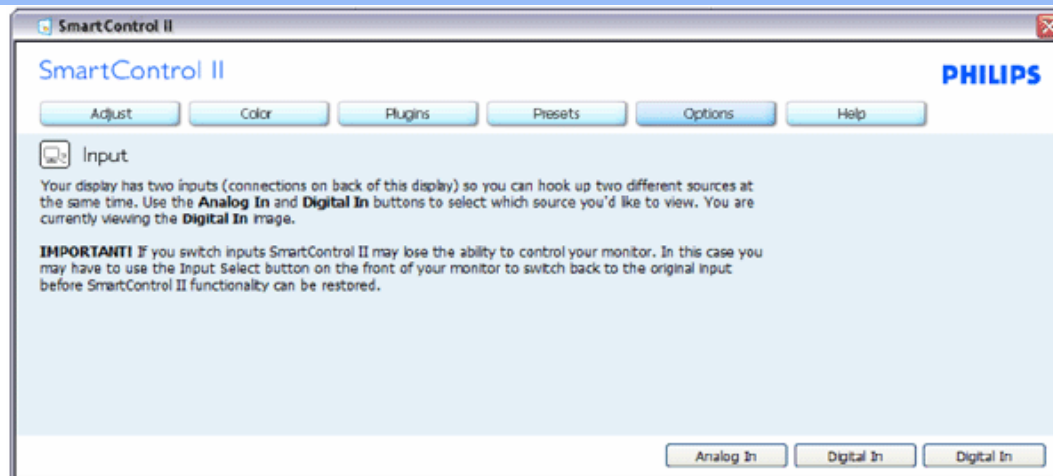 SmartControl II
SmartControl II
PHILIPS
Adjust Color Plugins Presets Options Help
Input
Your display has two inputs (connections on back of this display) so you can hook up two different sources at
the same time. Use the Analog In and Digital In buttons to select which source you'd like to view. You are
currently viewing the Digital In image.
IMPORTANT! If you switch inputs SmartControl II may lose the ability to control your monitor. In this case you
may have to use the Input Select button on the front of your monitor to switch back to the original input
before SmartControl II functionality can be restored.
Analog In Digital In Digital In